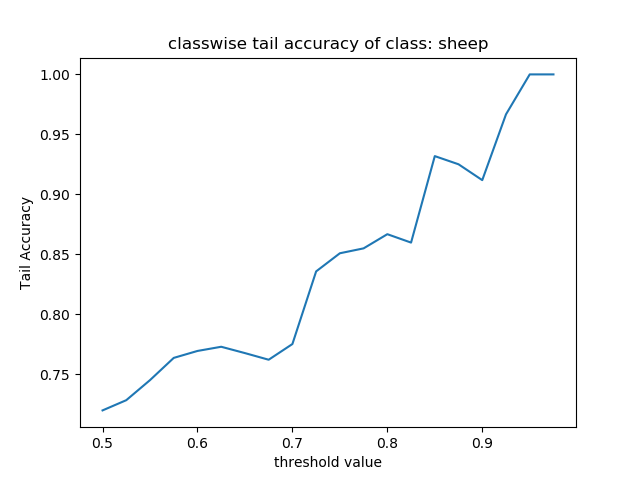 classwise tail accuracy of class: sheep
1.00
0.95
0.90
0.85
0.80
0.75
Tail Accuracy
0.5 0.6 0.7 0.8 0.9
threshold value